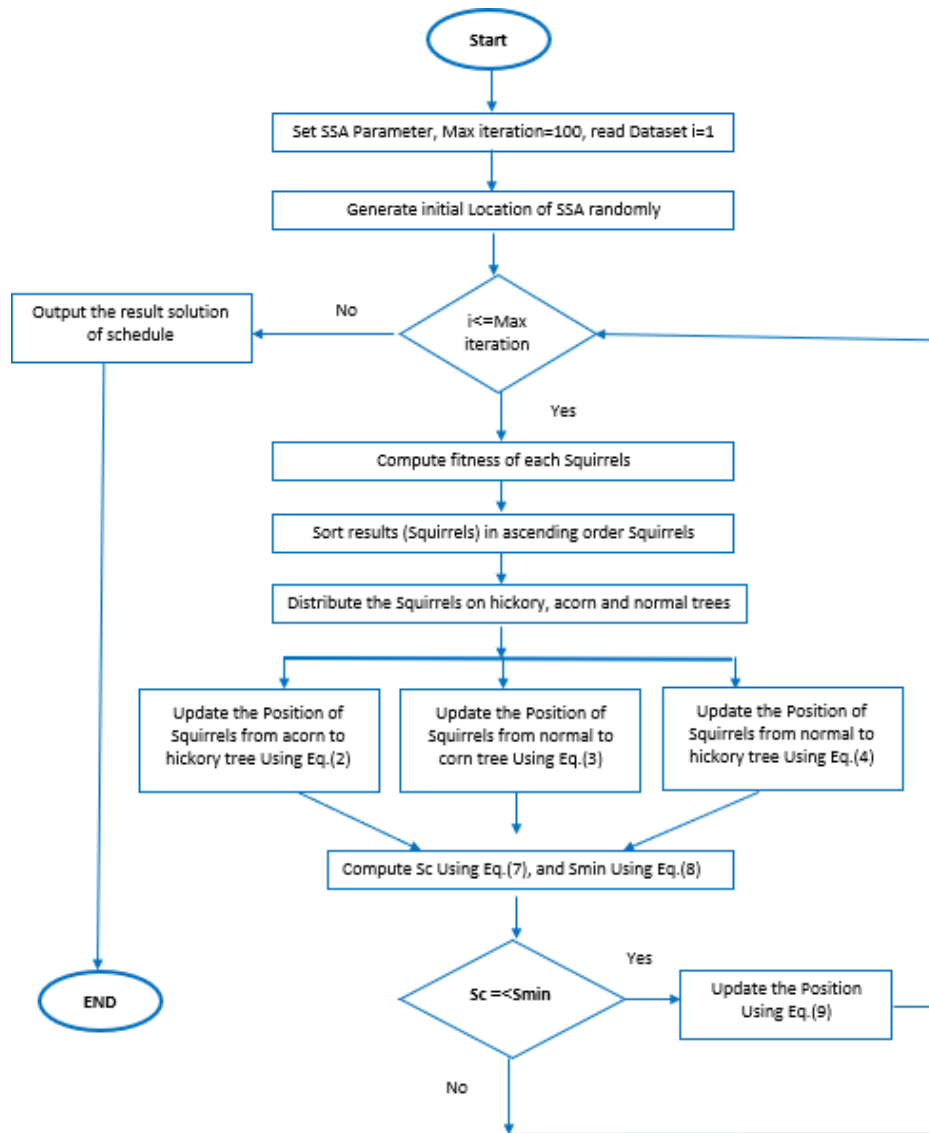 Start
Set SSA Parameter, Max iteration=100, read Dataset i=1
Generate initial Location of SSA randomly
i<=Max
iteration
No
Output the result solution
of schedule
Yes
Compute fitness of each Squirrels
Sort results (Squirrels) in ascending order Squirrels
Distribute the Squirrels on hickory, acorn and normal trees
Update the Position of
Squirrels from acorn to
hickory tree Using Eq.(2)
Update the Position of
Squirrels from normal to
corn tree Using Eq.(3)
Update the Position of
Squirrels from normal to
hickory tree Using Eq.(4)
Compute Sc Using Eq.(7), and Smin Using Eq.(8)
Sc =<Smin
Yes
Update the Position
Using Eq.(9)
No
END